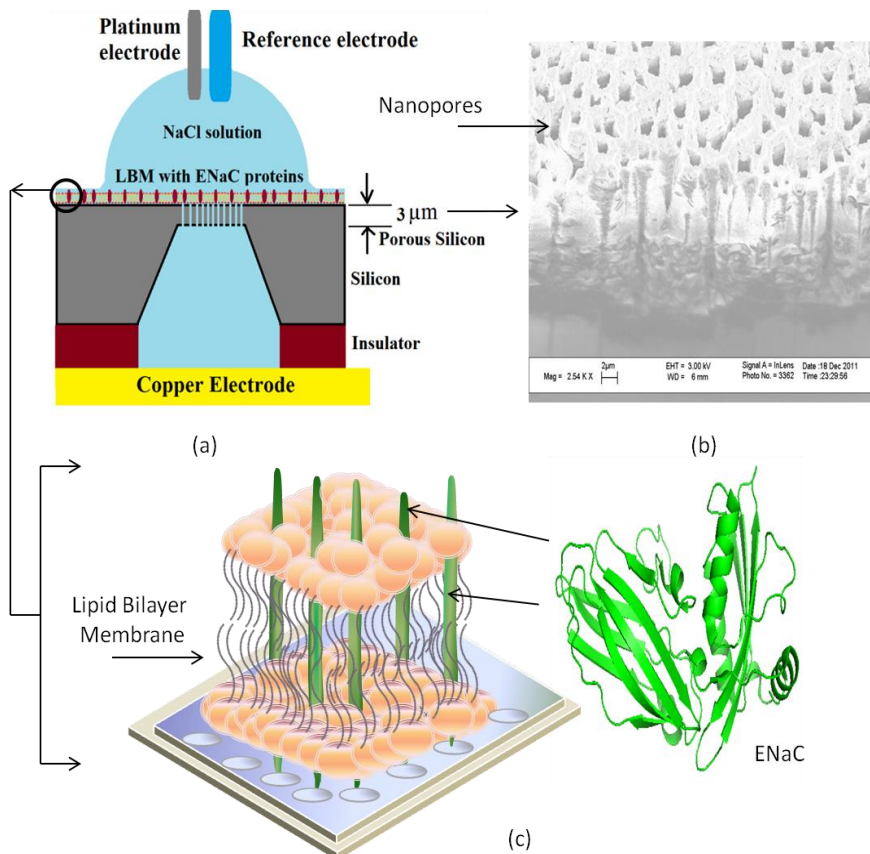 Platinum
electrode
Reference electrode
NaCl solution
LBM with ENaC proteins
3 μm
Porous Silicon
Silicon
Insulator
Copper Electrode
(a)
Nanopores
2μm
Mag = 2.54 K X
EHT = 3.00 kV
WD = 6 mm
Signal A = InLens
Photo No. = 3362
Date :18 Dec 2011
Time :23:29:56
(b)
Lipid Bilayer
Membrane
ENaC
(c)